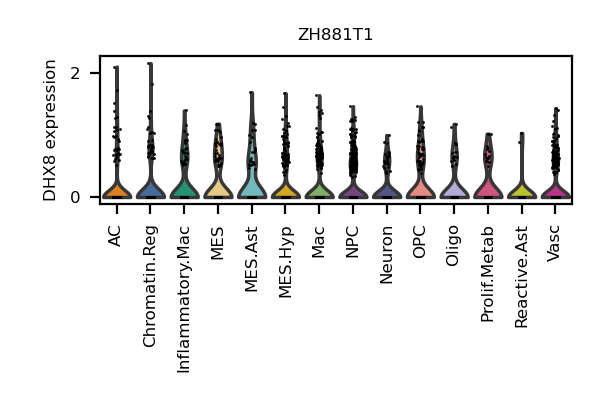 ZH881T1
DHX8 expression
2
0
AC
Chromatin.Reg
Inflammatory.Mac
MES
MES.Ast
MES.Hyp
Mac
NPC
Neuron
OPC
Oligo
Prolif.Metab
Reactive.Ast
Vasc